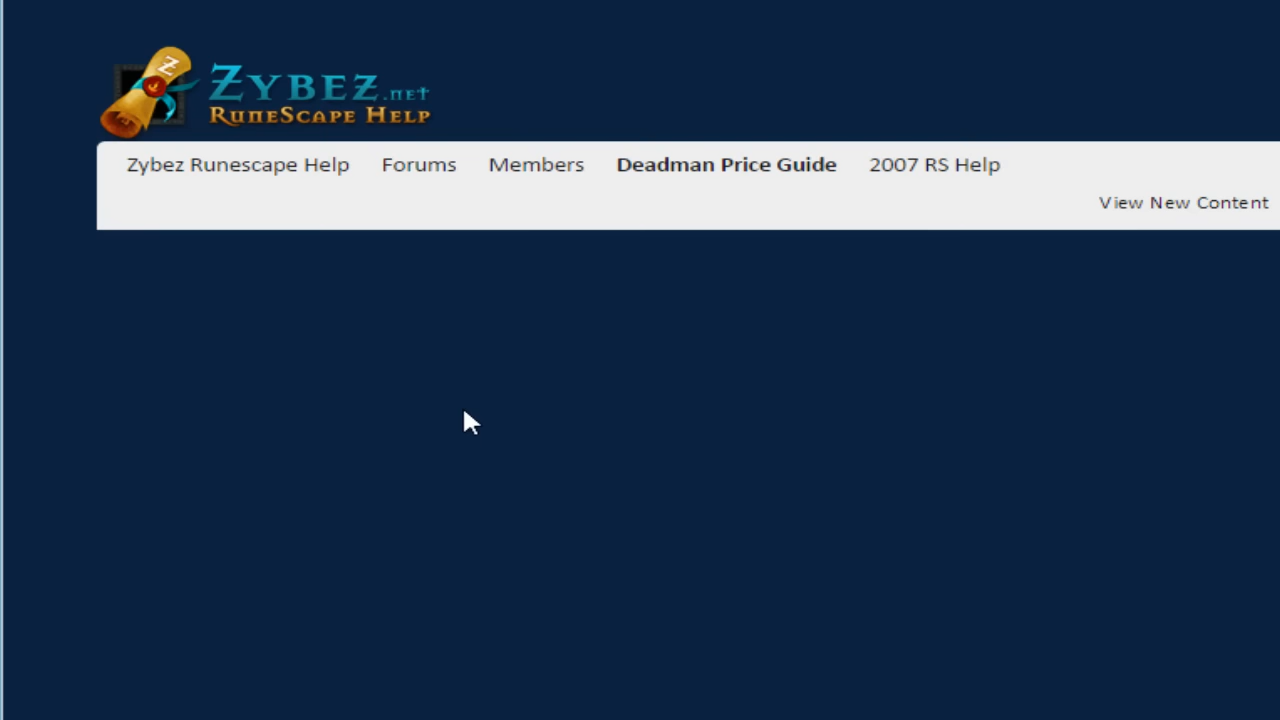 Z
ZYBEZ.net
RuneScape Help
Zybez Runescape Help Forums Members Deadman Price Guide 2007 RS Help
View New Content